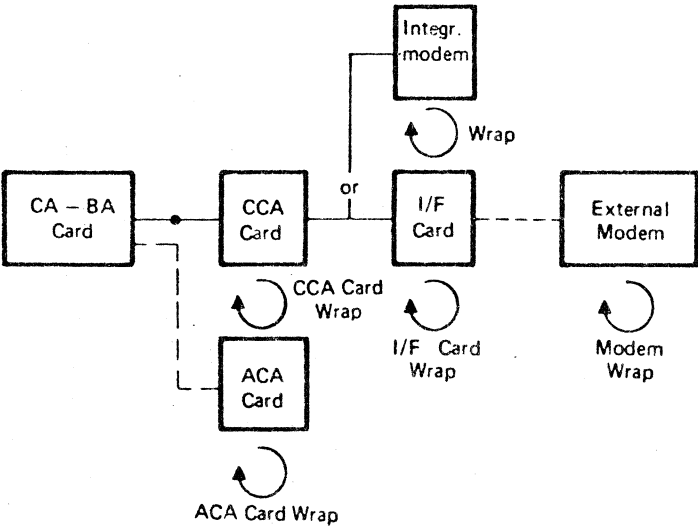 Integr.
modem
Wrap
or
CA – BA
Card
CCA
Card
I/F
Card
External
Modem
CCA Card
Wrap
I/F Card
Wrap
Modem
Wrap
ACA
Card
ACA Card Wrap